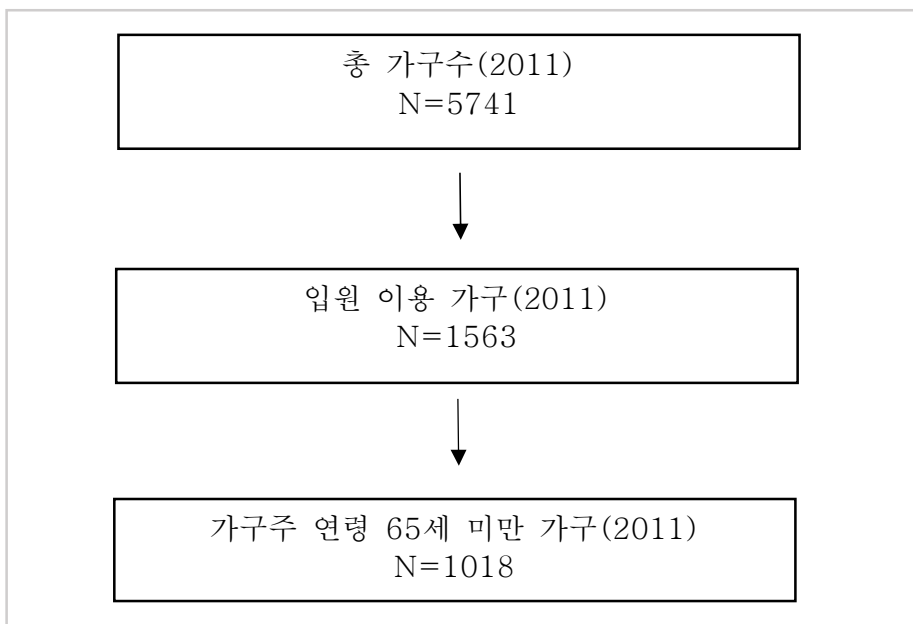 총 가구수(2011)
N=5741
입원 이용 가구(2011)
N=1563
가구주 연령 65세 미만 가구(2011)
N=1018